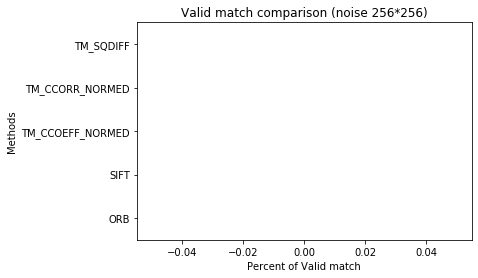 Valid match comparison (noise 256*256)
Methods
TM_SQDIFF
TM_CCORR_NORMED
TM_CCOEFF_NORMED
SIFT
ORB
−0.04 −0.02 0.00 0.02 0.04
Percent of Valid match